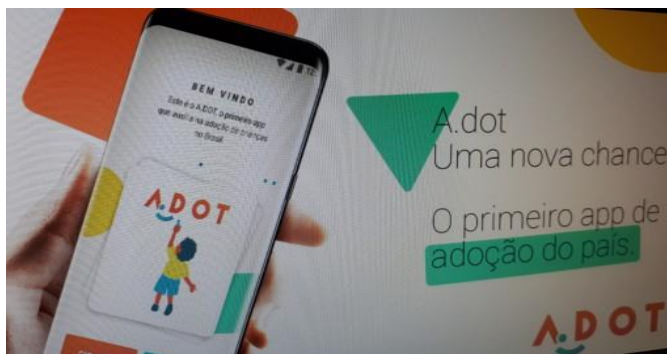 BEM VINDO
Este é o A.DOT, o primeiro app
que auxilia na adoção de crianças
no Brasil.
A.DOT
A.dot
Uma nova chance
O primeiro app de
adoção do país.
A.DOT